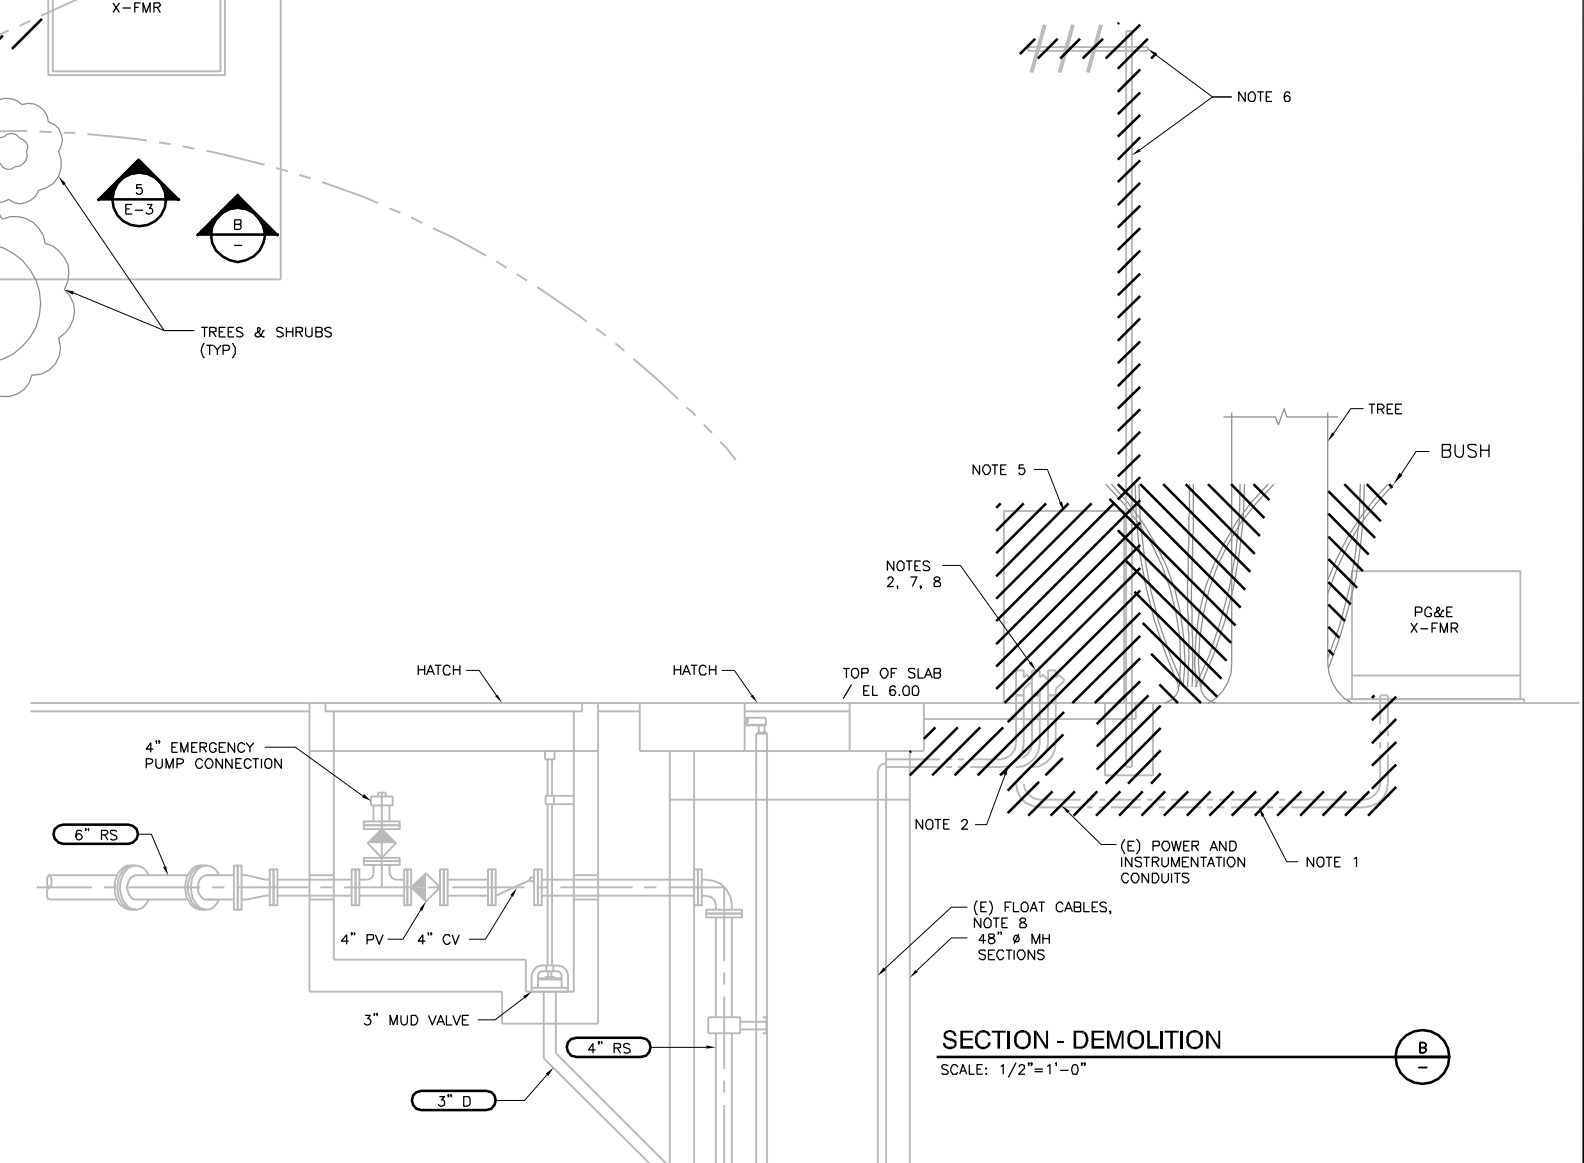 X-FMR
NOTE 6
5
E-3
B
-
TREES & SHRUBS
(TYP)
TREE
BUSH
NOTE 5
NOTES
2, 7, 8
PG&E
X-FMR
HATCH
HATCH
TOP OF SLAB
/ EL 6.00
4" EMERGENCY
PUMP CONNECTION
6" RS
NOTE 2
(E) POWER AND
INSTRUMENTATION
CONDUITS
NOTE 1
(E) FLOAT CABLES,
NOTE 8
48" ø MH
SECTIONS
4" PV
4" CV
3" MUD VALVE
4" RS
3" D
SECTION - DEMOLITION
SCALE: 1/2"=1'-0"
B
-